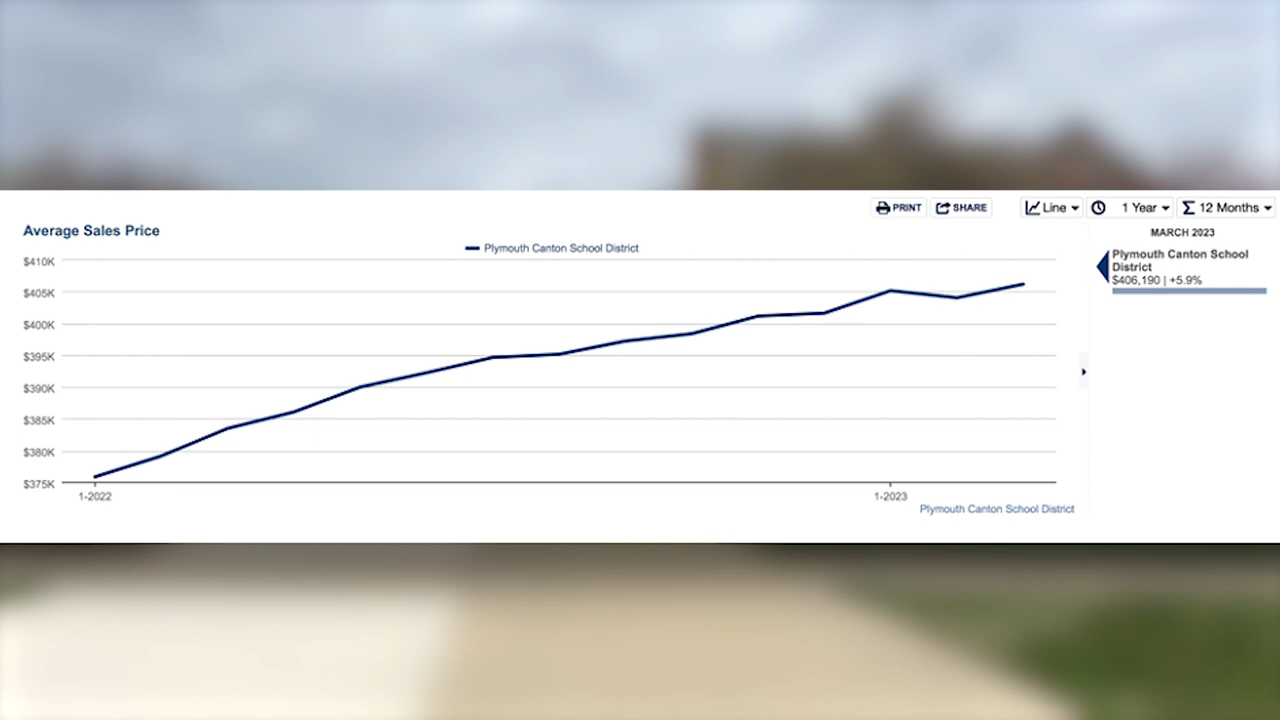 PRINT
SHARE
Line
1 Year
12 Months
Average Sales Price
MARCH 2023
Plymouth Canton School District
Plymouth Canton School
District
$406,190 | +5.9%
$410K
$405K
$400K
$395K
$390K
$385K
$380K
$375K
1-2022
1-2023
Plymouth Canton School District